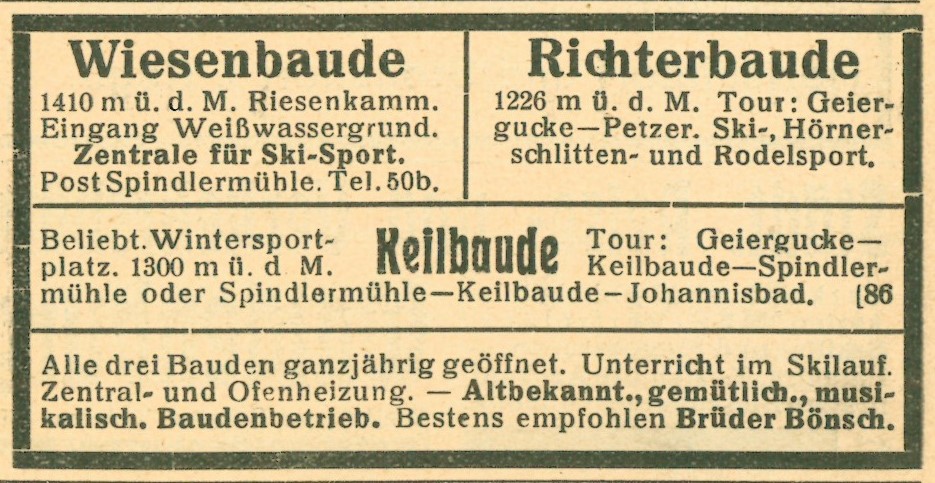 Wiesenbaude
1410 m ü. d. M. Riesenkamm.
Eingang Weißwassergrund.
Zentrale für Ski-Sport.
Post Spindlermühle. Tel. 50b.
Richterbaude
1226 m ü. d. M. Tour: Geier-
gucke—Petzer. Ski-, Hörner-
schlitten- und Rodelsport.
Beliebt. Wintersport-
platz. 1300 m ü. d M.
Keilbaude
Tour: Geiergucke—
Keilbaude—Spindler-
mühle oder Spindlermühle—Keilbaude—Johannisbad. [86
Alle drei Bauden ganzjährig geöffnet. Unterricht im Skilauf.
Zentral- und Ofenheizung. — Altbekannt., gemütlich., musi-
kalisch. Baudenbetrieb. Bestens empfohlen Brüder Bönsch.